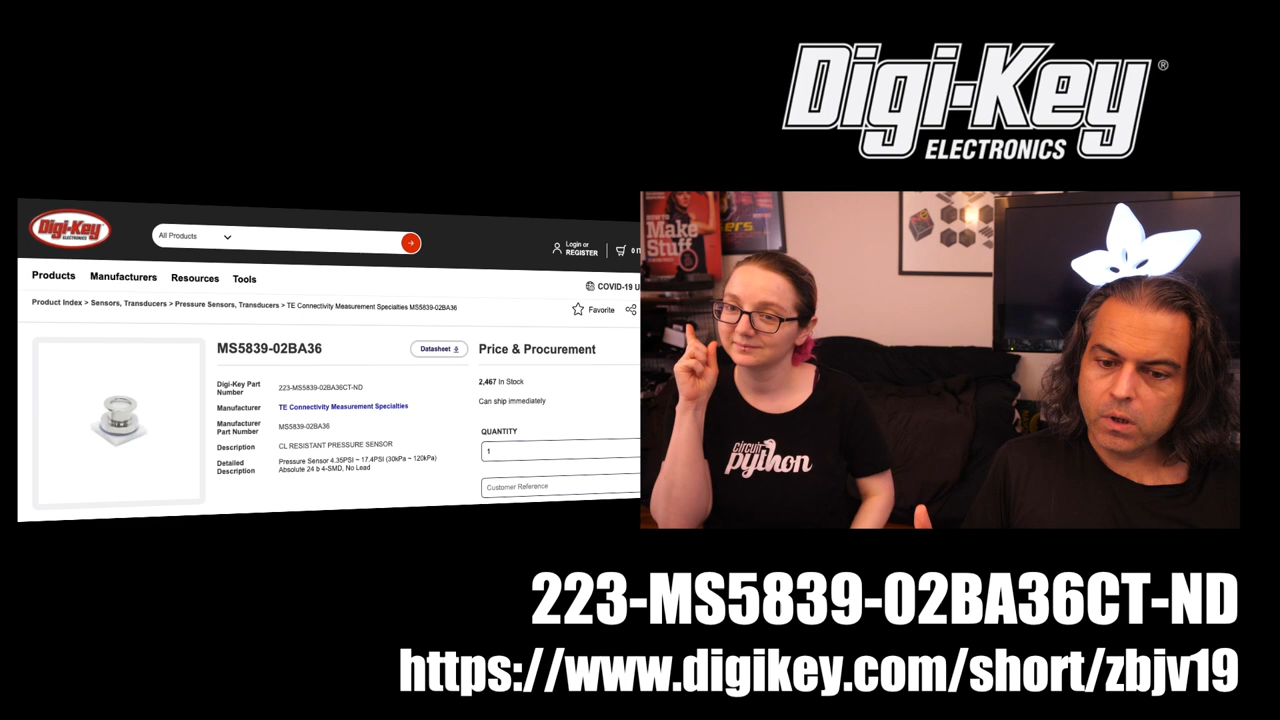 Digi-Key®
ELECTRONICS
Digi-Key
ELECTRONICS
All Products
Login or
REGISTER
Products
Manufacturers
Resources
Tools
COVID-19
Product Index > Sensors, Transducers > Pressure Sensors, Transducers > TE Connectivity Measurement Specialties MS5839-02BA36
Favorite
MS5839-02BA36
Datasheet
Digi-Key Part
Number
223-MS5839-02BA36CT-ND
Manufacturer
TE Connectivity Measurement Specialties
Manufacturer
Part Number
MS5839-02BA36
Description
CL RESISTANT PRESSURE SENSOR
Detailed
Description
Pressure Sensor 4.35PSI ~ 17.4PSI (30kPa ~ 120kPa)
Absolute 24 b 4-SMD, No Lead
Price & Procurement
2,467 In Stock
Can ship immediately
QUANTITY
1
Customer Reference
HOW TO
Make
Stuff
circuit
python
223-MS5839-02BA36CT-ND
https://www.digikey.com/short/zbjv19